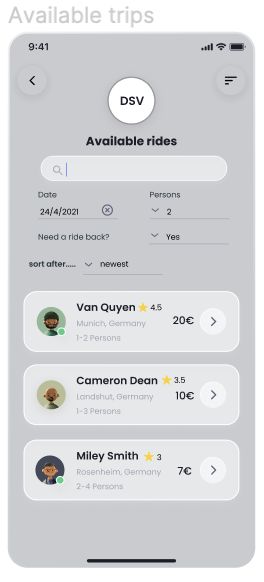 Available trips
9:41
DSV
Available rides
Date
Persons
24/4/2021
2
Need a ride back?
Yes
sort after.....
newest
Van Quyen 4.5
Munich, Germany
20€
1-2 Persons
Cameron Dean 3.5
Londshut, Germany
10€
1-3 Persons
Miley Smith 3
Rosenheim, Germany
7€
2-4 Persons